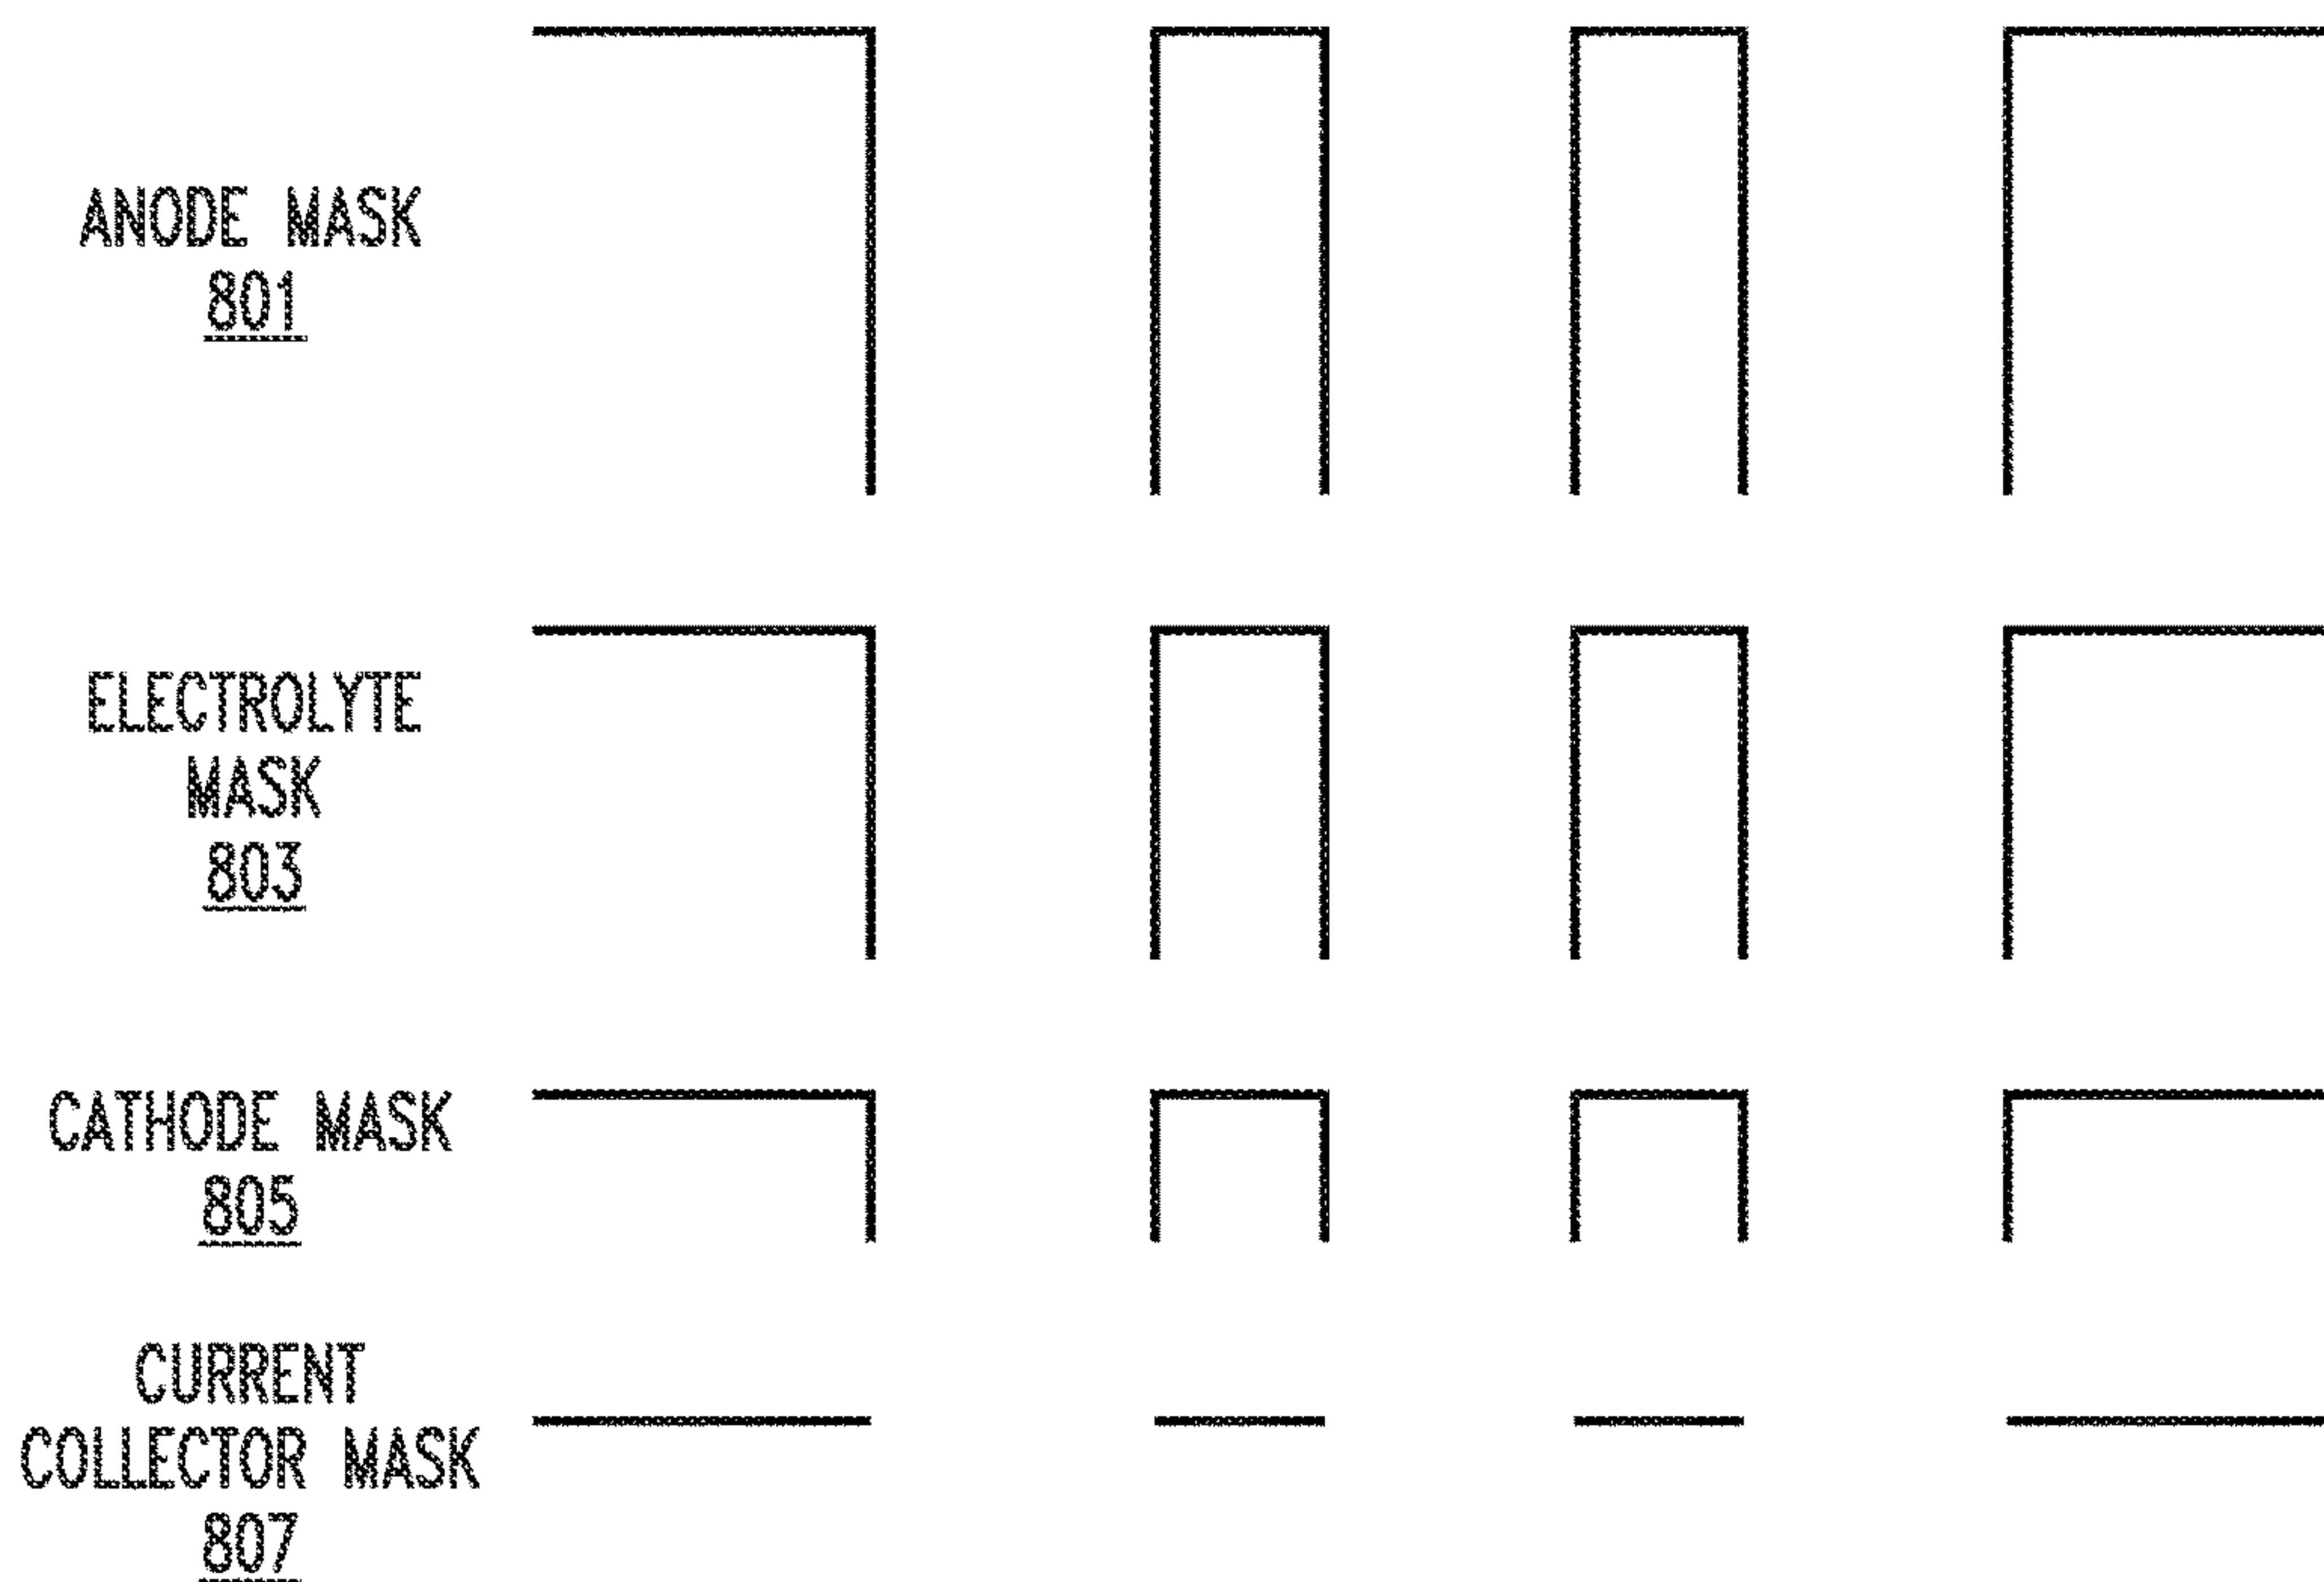 ANODE MASK
801
ELECTROLYTE
MASK
803
CATHODE MASK
805
CURRENT
COLLECTOR MASK
807